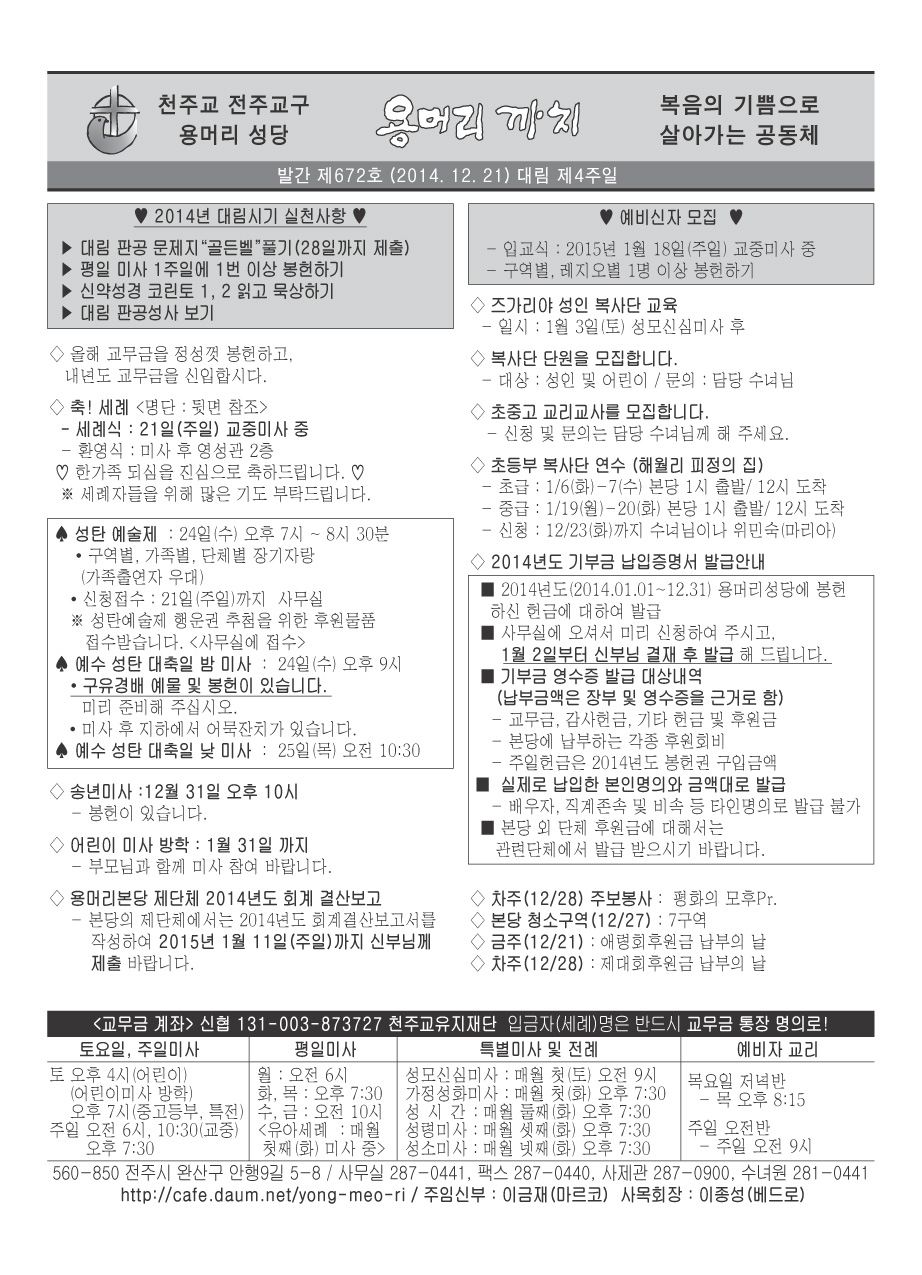 천주교 전주교구
용머리 성당
용머리 까치
복음의 기쁨으로
살아가는 공동체
발간 제672호 (2014. 12. 21) 대림 제4주일
♥ 2014년 대림시기 실천사항 ♥
▶ 대림 판공 문제지“골든벨”풀기(28일까지 제출)
▶ 평일 미사 1주일에 1번 이상 봉헌하기
▶ 신약성경 코린토 1, 2 읽고 묵상하기
▶ 대림 판공성사 보기
◇ 올해 교무금을 정성껏 봉헌하고,
내년도 교무금을 신입합시다.
◇ 축! 세례 <명단 : 뒷면 참조>
- 세례식 : 21일(주일) 교중미사 중
- 환영식 : 미사 후 영성관 2층
♡ 한가족 되심을 진심으로 축하드립니다. ♡
※ 세례자들을 위해 많은 기도 부탁드립니다.
♠ 성탄 예술제 : 24일(수) 오후 7시 ~ 8시 30분
• 구역별, 가족별, 단체별 장기자랑
(가족출연자 우대)
• 신청접수 : 21일(주일)까지 사무실
※ 성탄예술제 행운권 추첨을 위한 후원물품
접수받습니다. <사무실에 접수>
♠ 예수 성탄 대축일 밤 미사 : 24일(수) 오후 9시
• 구유경배 예물 및 봉헌이 있습니다.
미리 준비해 주십시오.
• 미사 후 지하에서 어묵잔치가 있습니다.
♠ 예수 성탄 대축일 낮 미사 : 25일(목) 오전 10:30
◇ 송년미사 :12월 31일 오후 10시
- 봉헌이 있습니다.
◇ 어린이 미사 방학 : 1월 31일 까지
- 부모님과 함께 미사 참여 바랍니다.
◇ 용머리본당 제단체 2014년도 회계 결산보고
- 본당의 제단체에서는 2014년도 회계결산보고서를
작성하여 2015년 1월 11일(주일)까지 신부님께
제출 바랍니다.
♥ 예비신자 모집 ♥
- 입교식 : 2015년 1월 18일(주일) 교중미사 중
- 구역별, 레지오별 1명 이상 봉헌하기
◇ 즈가리야 성인 복사단 교육
- 일시 : 1월 3일(토) 성모신심미사 후
◇ 복사단 단원을 모집합니다.
- 대상 : 성인 및 어린이 / 문의 : 담당 수녀님
◇ 초중고 교리교사를 모집합니다.
- 신청 및 문의는 담당 수녀님께 해 주세요.
◇ 초등부 복사단 연수 (해월리 피정의 집)
- 초급 : 1/6(화)-7(수) 본당 1시 출발/ 12시 도착
- 중급 : 1/19(월)-20(화) 본당 1시 출발/ 12시 도착
- 신청 : 12/23(화)까지 수녀님이나 위민숙(마리아)
◇ 2014년도 기부금 납입증명서 발급안내
■ 2014년도(2014.01.01~12.31) 용머리성당에 봉헌
하신 헌금에 대하여 발급
■ 사무실에 오셔서 미리 신청하여 주시고,
1월 2일부터 신부님 결재 후 발급 해 드립니다.
■ 기부금 영수증 발급 대상내역
(납부금액은 장부 및 영수증을 근거로 함)
- 교무금, 감사헌금, 기타 헌금 및 후원금
- 본당에 납부하는 각종 후원회비
- 주일헌금은 2014년도 봉헌권 구입금액
■ 실제로 납입한 본인명의와 금액대로 발급
- 배우자, 직계존속 및 비속 등 타인명의로 발급 불가
■ 본당 외 단체 후원금에 대해서는
관련단체에서 발급 받으시기 바랍니다.
◇ 차주(12/28) 주보봉사 : 평화의 모후Pr.
◇ 본당 청소구역(12/27) : 7구역
◇ 금주(12/21) : 애령회후원금 납부의 날
◇ 차주(12/28) : 제대회후원금 납부의 날
<교무금 계좌> 신협 131-003-873727 천주교유지재단 입금자(세례)명은 반드시 교무금 통장 명의로!
토요일, 주일미사
토 오후 4시(어린이)
(어린이미사 방학)
오후 7시(중고등부, 특전)
주일 오전 6시, 10:30(교중)
오후 7:30
평일미사
월 : 오전 6시
화, 목 : 오후 7:30
수, 금 : 오전 10시
<유아세례 : 매월
첫째(화) 미사 중>
특별미사 및 전례
성모신심미사 : 매월 첫(토) 오전 9시
가정성화미사 : 매월 첫(화) 오후 7:30
성 시 간 : 매월 둘째(화) 오후 7:30
성령미사 : 매월 셋째(화) 오후 7:30
성소미사 : 매월 넷째(화) 오후 7:30
예비자 교리
목요일 저녁반
- 목 오후 8:15
주일 오전반
- 주일 오전 9시
560-850 전주시 완산구 안행9길 5-8 / 사무실 287-0441, 팩스 287-0440, 사제관 287-0900, 수녀원 281-0441
http://cafe.daum.net/yong-meo-ri / 주임신부 : 이금재(마르코) 사목회장 : 이종성(베드로)